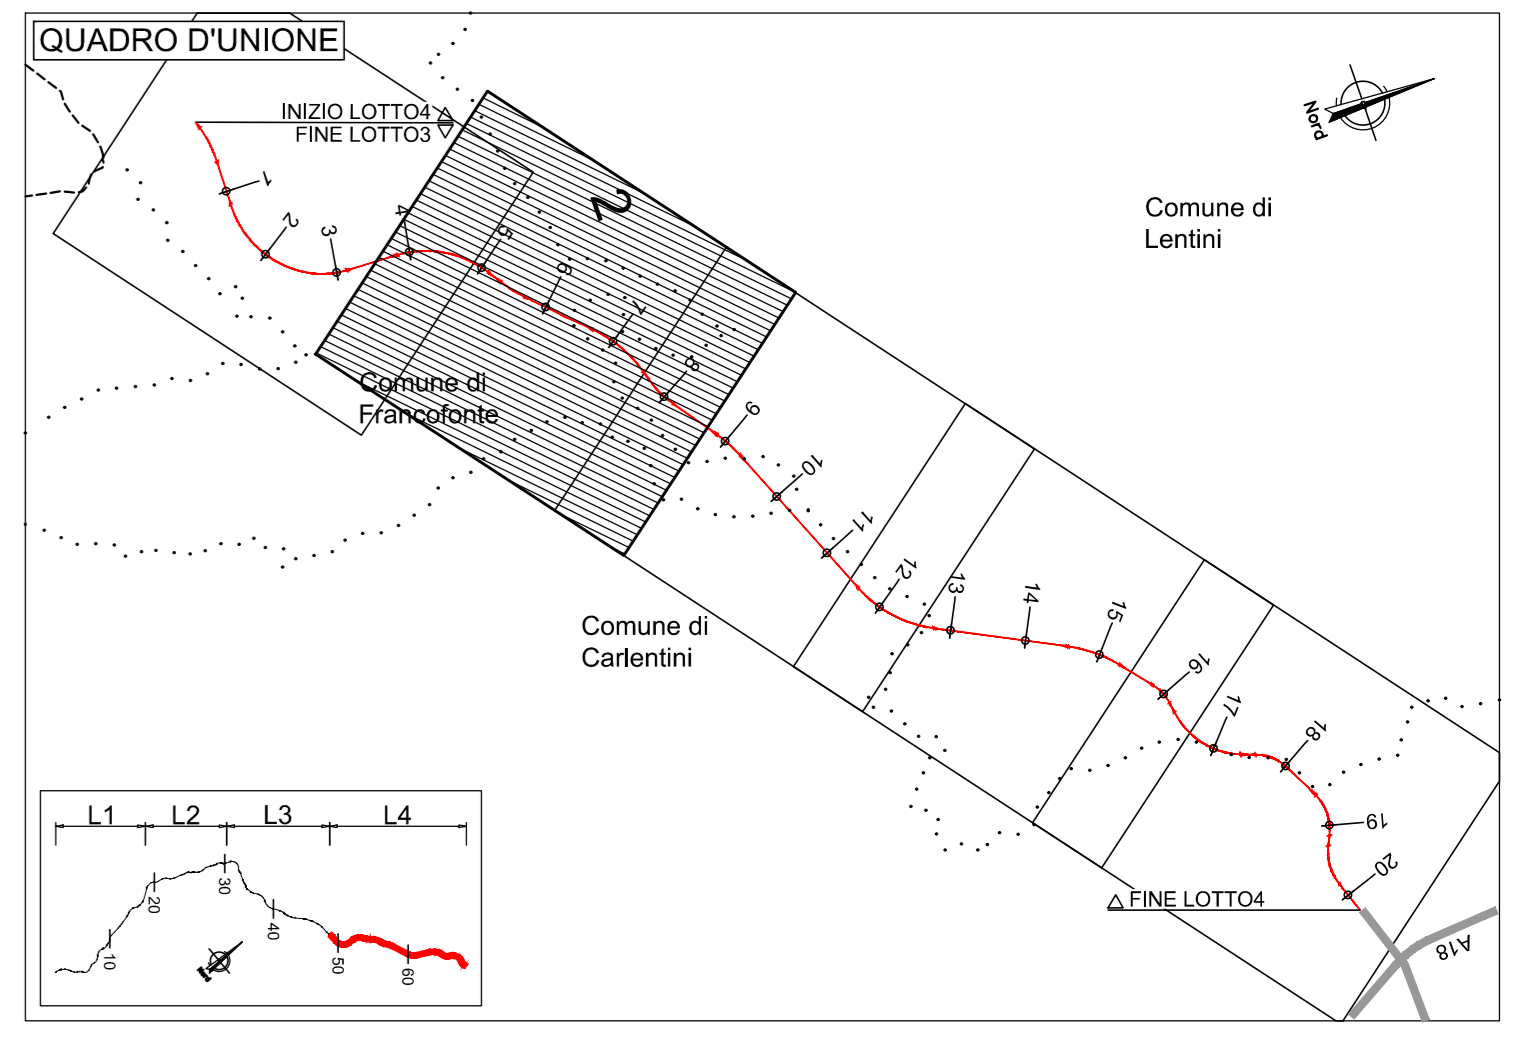 QUADRO D'UNIONE
INIZIO LOTTO4
FINE LOTTO3
Nord
Comune di
Lentini
1
2
3
4
5
6
7
8
2
Comune di
Francofonte
9
10
11
12
13
14
15
16
17
18
19
20
Comune di
Carlentini
FINE LOTTO4
A18
L1
L2
L3
L4
10
20
30
40
50
60
Nord